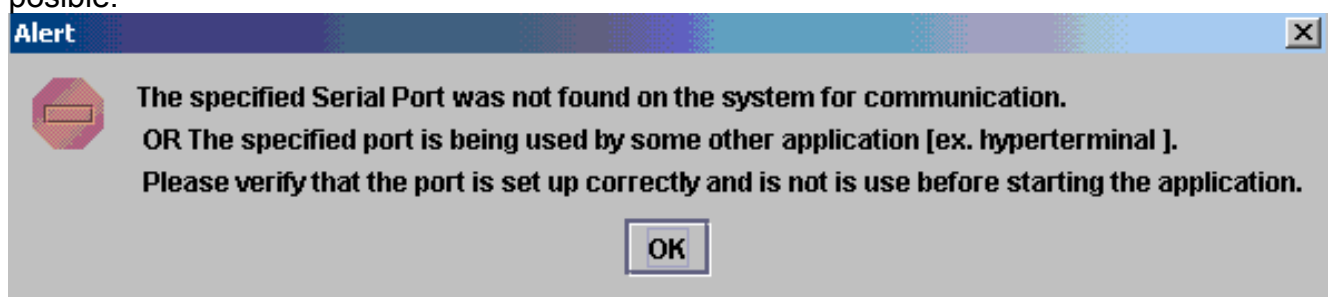 posible.
Alert
The specified Serial Port was not found on the system for communication.
OR The specified port is being used by some other application [ex. hyperterminal ].
Please verify that the port is set up correctly and is not is use before starting the application.
OK